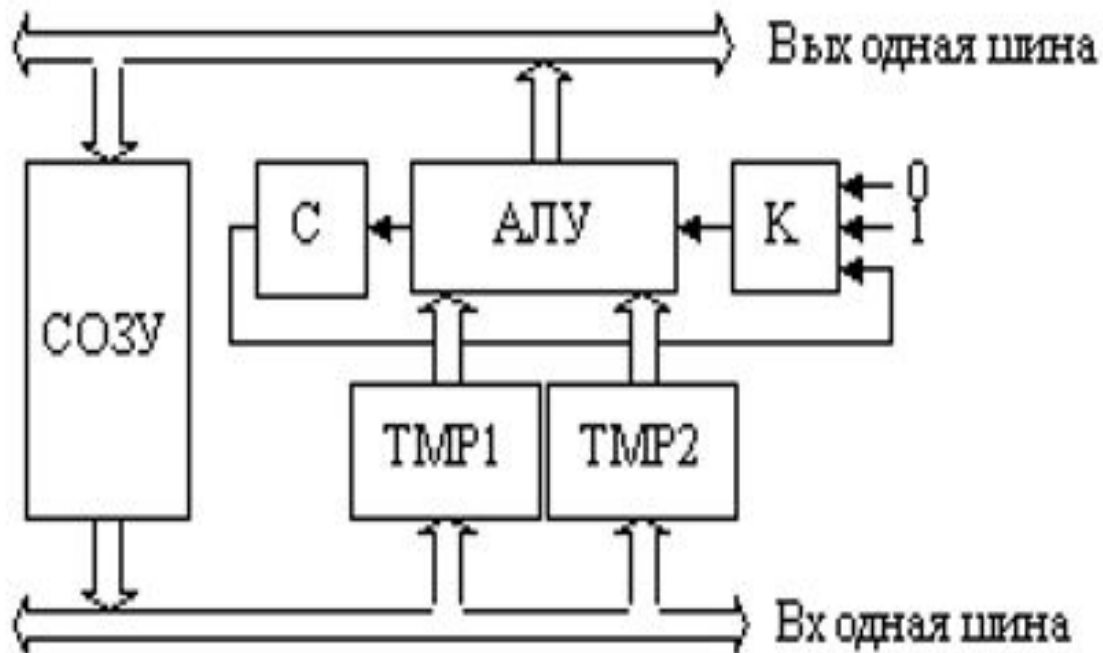 Выходная шина
0
С
АЛУ
К
1
СОЗУ
ТМР1
ТМР2
Входная шина